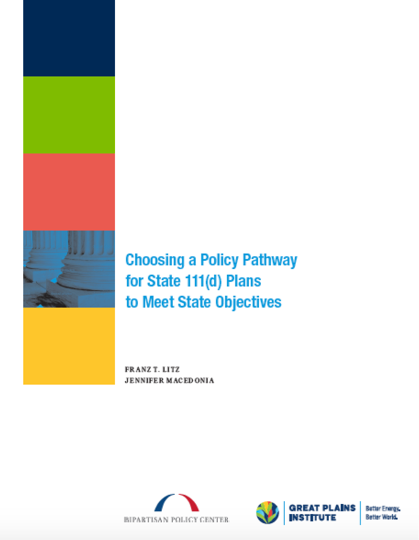 Choosing a Policy Pathway
for State 111(d) Plans
to Meet State Objectives
FRANZ T. LITZ
JENNIFER MACEDONIA
BIPARTISAN POLICY CENTER
GREAT PLAINS
INSTITUTE
Better Energy.
Better World.